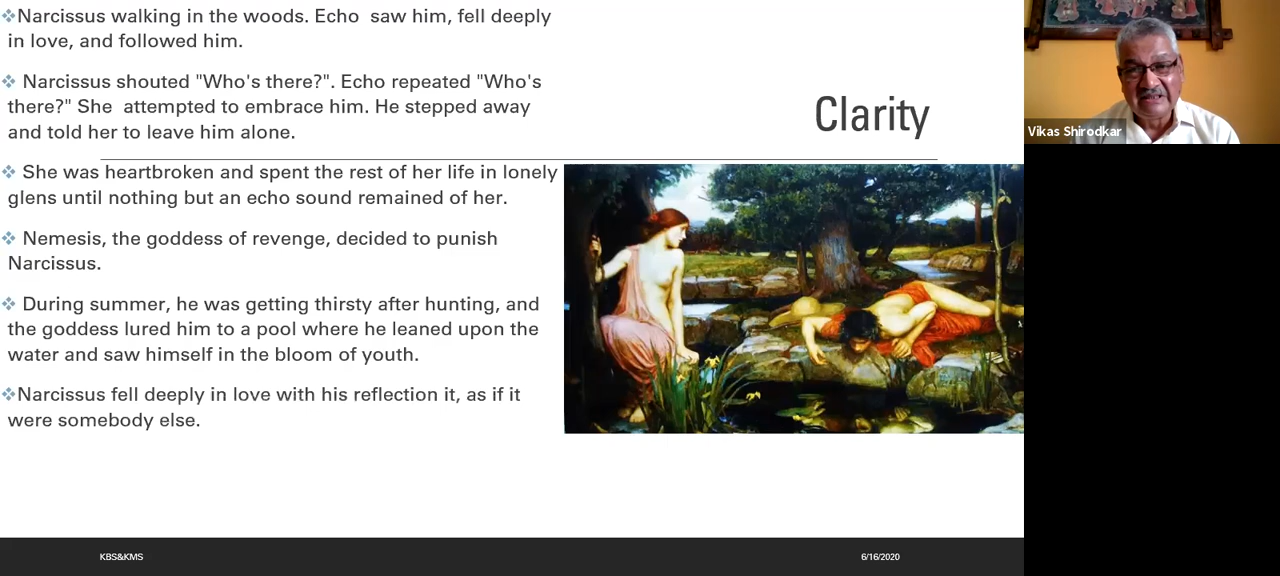 ❖Narcissus walking in the woods. Echo  saw him, fell deeply
in love, and followed him.
❖ Narcissus shouted "Who's there?". Echo repeated "Who's
there?" She  attempted to embrace him. He stepped away
and told her to leave him alone.
❖ She was heartbroken and spent the rest of her life in lonely
glens until nothing but an echo sound remained of her.
❖ Nemesis, the goddess of revenge, decided to punish
Narcissus.
❖ During summer, he was getting thirsty after hunting, and
the goddess lured him to a pool where he leaned upon the
water and saw himself in the bloom of youth.
❖Narcissus fell deeply in love with his reflection it, as if it
were somebody else.
Clarity
Vikas Shirodkar
KBS&KMS
6/16/2020